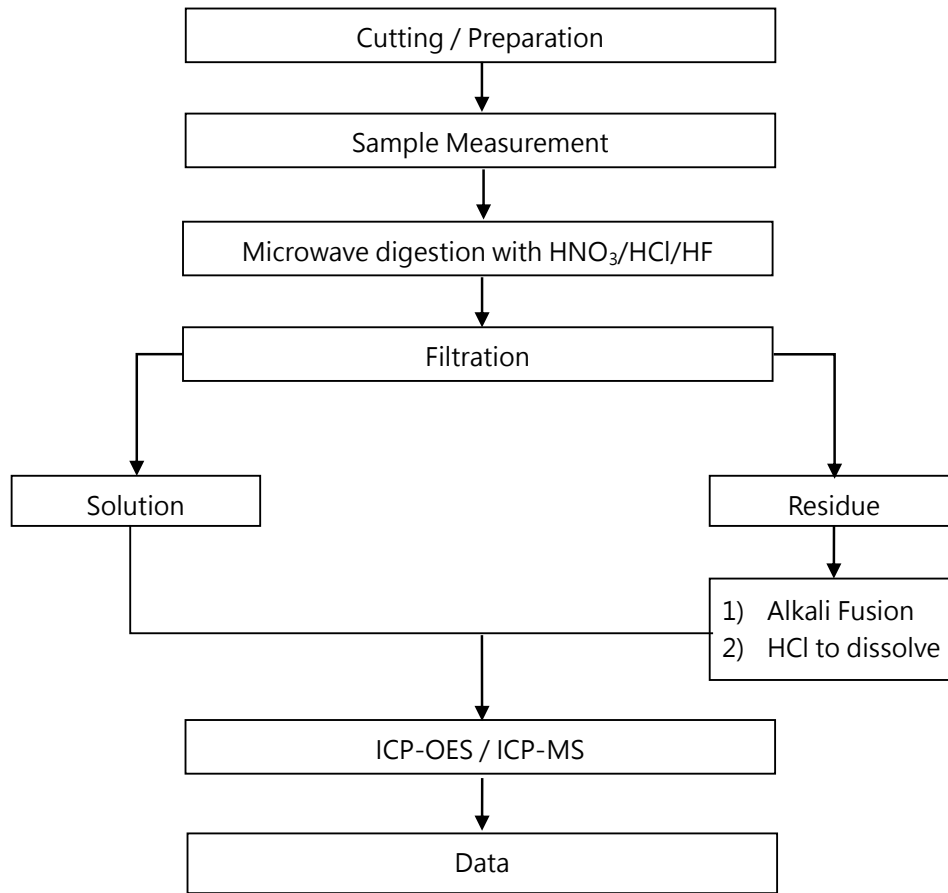 Cutting / Preparation
Sample Measurement
Microwave digestion with HNO₃/HCl/HF
Filtration
Solution
Residue
1) Alkali Fusion
2) HCl to dissolve
ICP-OES / ICP-MS
Data